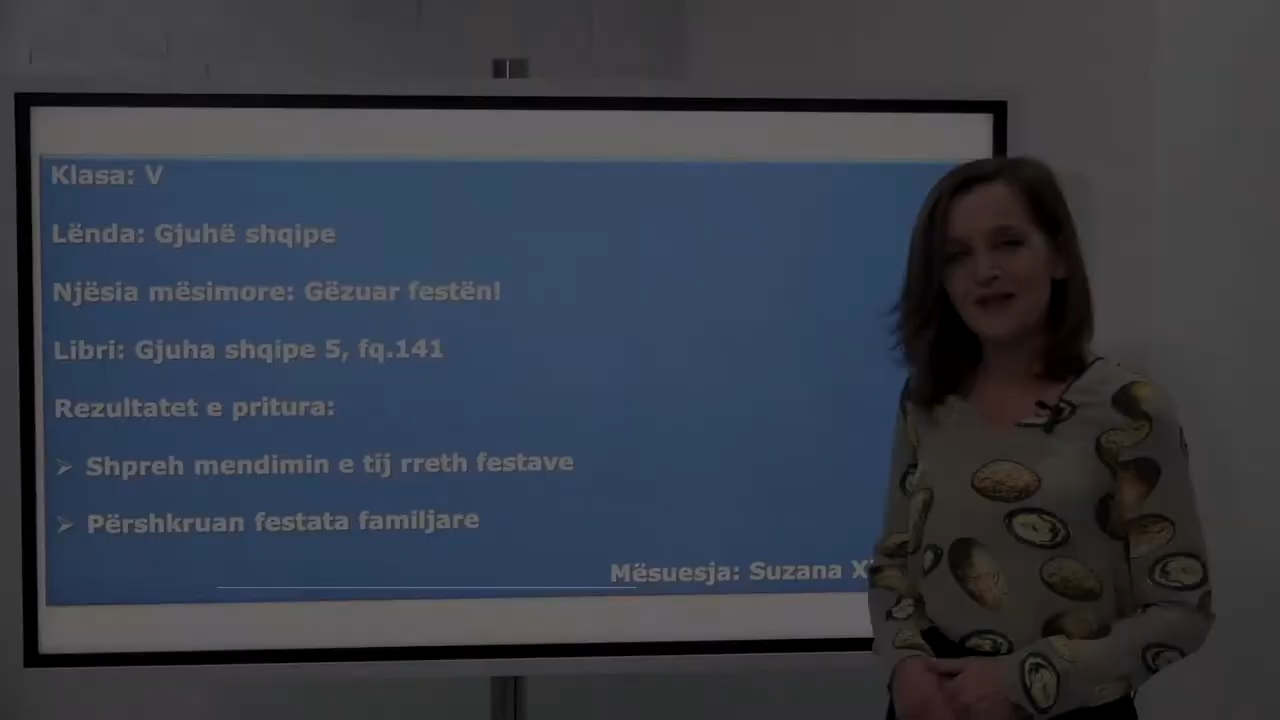 Klasa: V
Lënda: Gjuhë shqipe
Njësia mësimore: Gëzuar festën!
Libri: Gjuha shqipe 5, fq.141
Rezultatet e pritura:
➢ Shpreh mendimin e tij rreth festave
➢ Përshkruan festata familjare
Mësuesja: Suzana